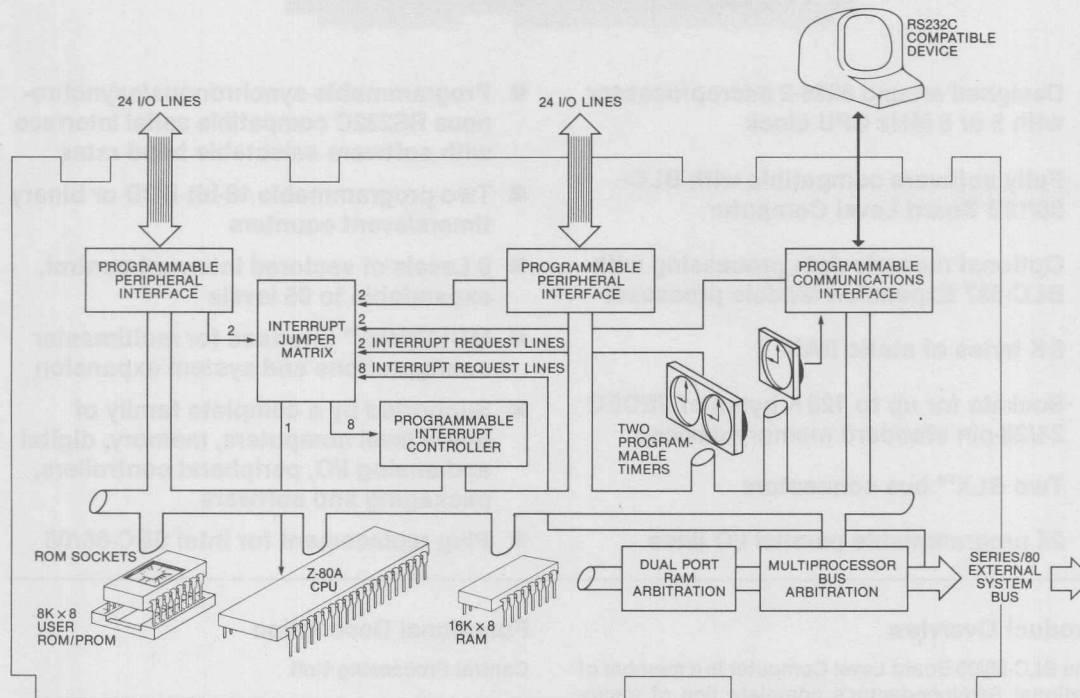 RS232C
COMPATIBLE
DEVICE
24 I/O LINES
24 I/O LINES
PROGRAMMABLE
PERIPHERAL
INTERFACE
PROGRAMMABLE
PERIPHERAL
INTERFACE
PROGRAMMABLE
COMMUNICATIONS
INTERFACE
2
2
2
INTERRUPT
JUMPER
MATRIX
2 INTERRUPT REQUEST LINES
8 INTERRUPT REQUEST LINES
1
8
PROGRAMMABLE
INTERRUPT
CONTROLLER
TWO
PROGRAM-
MABLE
TIMERS
ROM SOCKETS
8K × 8
USER
ROM/PROM
Z-80A
CPU
16K × 8
RAM
DUAL PORT
RAM
ARBITRATION
MULTIPROCESSOR
BUS
ARBITRATION
SERIES/80
EXTERNAL
SYSTEM
BUS